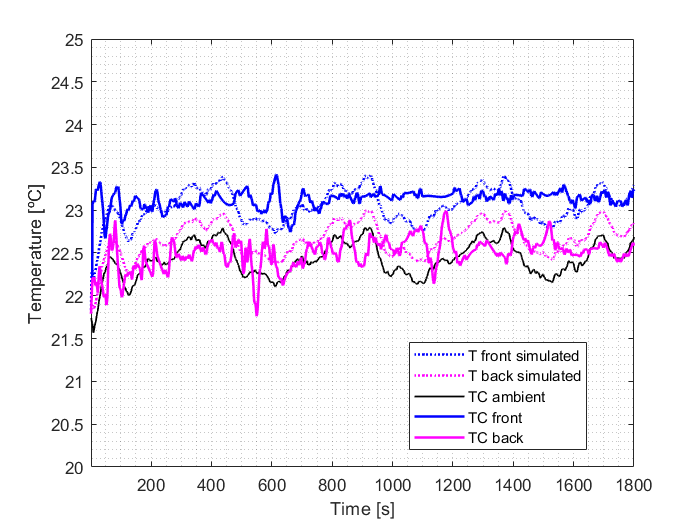 25
24.5
24
23.5
23
22.5
22
21.5
21
20.5
20
Temperature [ºC]
T front simulated
T back simulated
TC ambient
TC front
TC back
200 400 600 800 1000 1200 1400 1600 1800
Time [s]